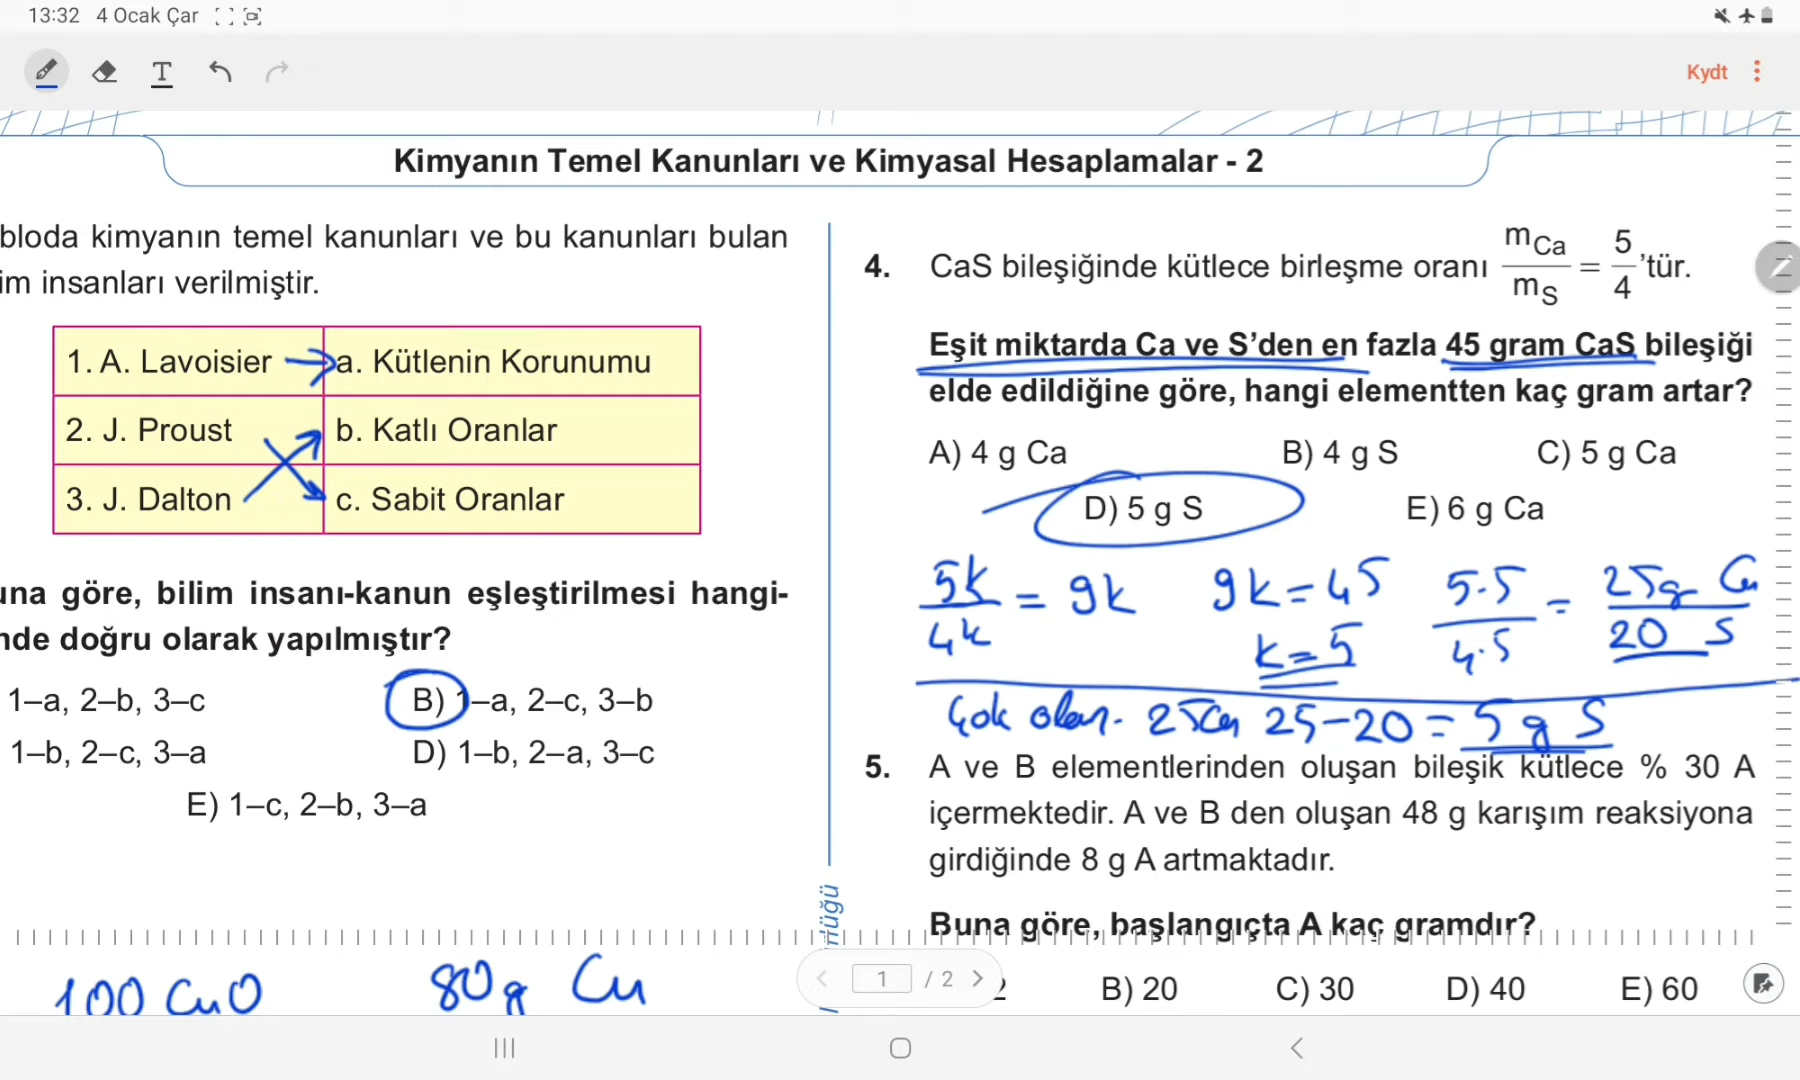 13:32 4 Ocak Çar
T
Kydt
Kimyanın Temel Kanunları ve Kimyasal Hesaplamalar - 2
bloda kimyanın temel kanunları ve bu kanunları bulan
im insanları verilmiştir.
1. A. Lavoisier a. Kütlenin Korunumu
2. J. Proust b. Katlı Oranlar
3. J. Dalton c. Sabit Oranlar
una göre, bilim insanı-kanun eşleştirilmesi hangi-
nde doğru olarak yapılmıştır?
1–a, 2–b, 3–c B) 1–a, 2–c, 3–b
1–b, 2–c, 3–a D) 1–b, 2–a, 3–c
E) 1–c, 2–b, 3–a
100 CuO 80g Cu
4. CaS bileşiğinde kütlece birleşme oranı mCa/mS = 5/4 'tür.
Eşit miktarda Ca ve S'den en fazla 45 gram CaS bileşiği
elde edildiğine göre, hangi elementten kaç gram artar?
A) 4 g Ca B) 4 g S C) 5 g Ca
D) 5 g S E) 6 g Ca
5k/4k = 9k 9k = 45 5.5/4.5 = 25g Ca/20 S
k = 5
Çok olan. 25 Ca 25-20 = 5 g S
5. A ve B elementlerinden oluşan bileşik kütlece % 30 A
içermektedir. A ve B den oluşan 48 g karışım reaksiyona
girdiğinde 8 g A artmaktadır.
Buna göre, başlangıçta A kaç gramdır?
2 B) 20 C) 30 D) 40 E) 60
1 / 2